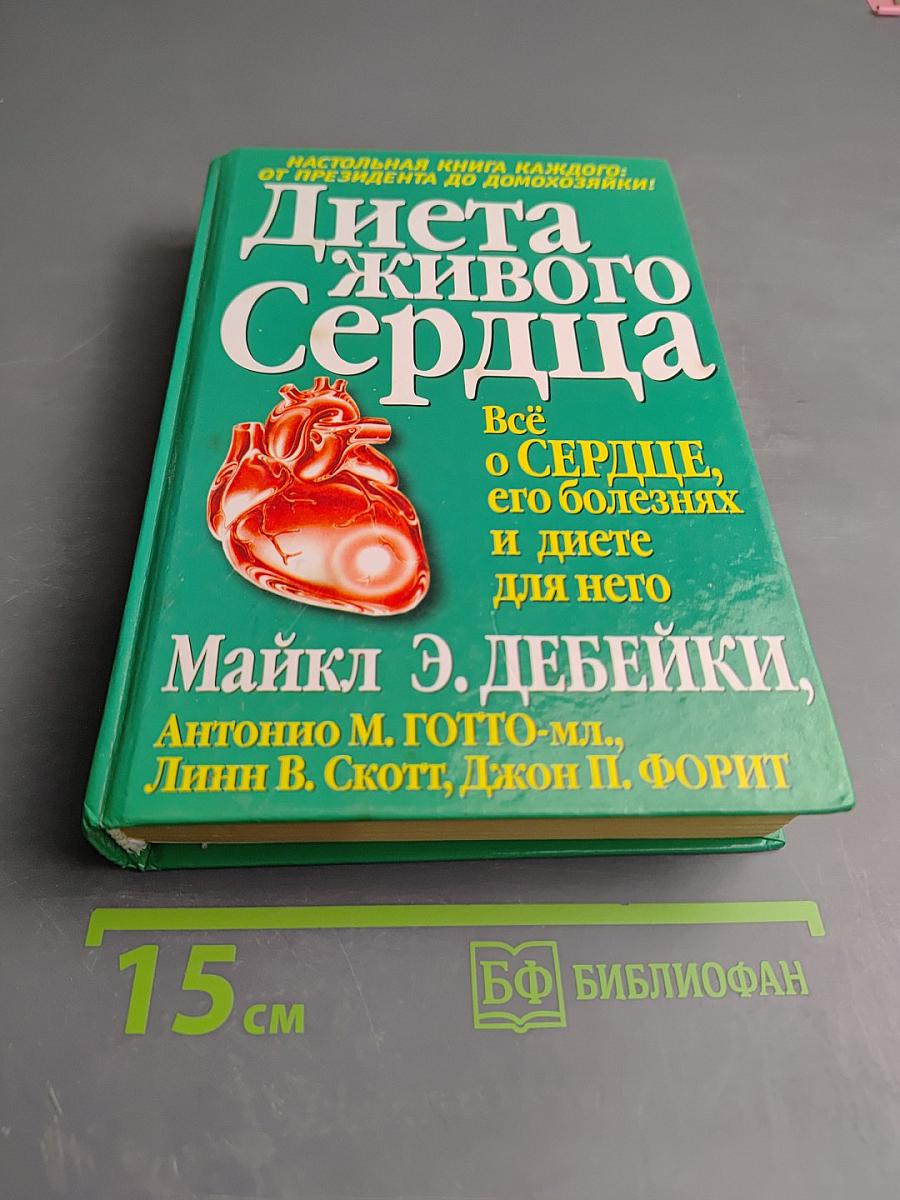 НАСТОЛЬНАЯ КНИГА КАЖДОГО:
ОТ ПРЕЗИДЕНТА ДО ДОМОХОЗЯЙКИ!
Диета
живого
Сердца
Всё
о СЕРДЦЕ,
его болезнях
и диете
для него
Майкл Э. ДЕБЕЙКИ,
Антонио М. ГОТТО-мл.,
Линн В. Скотт, Джон П. ФОРИТ
15 см
БФ БИБЛИОФАН